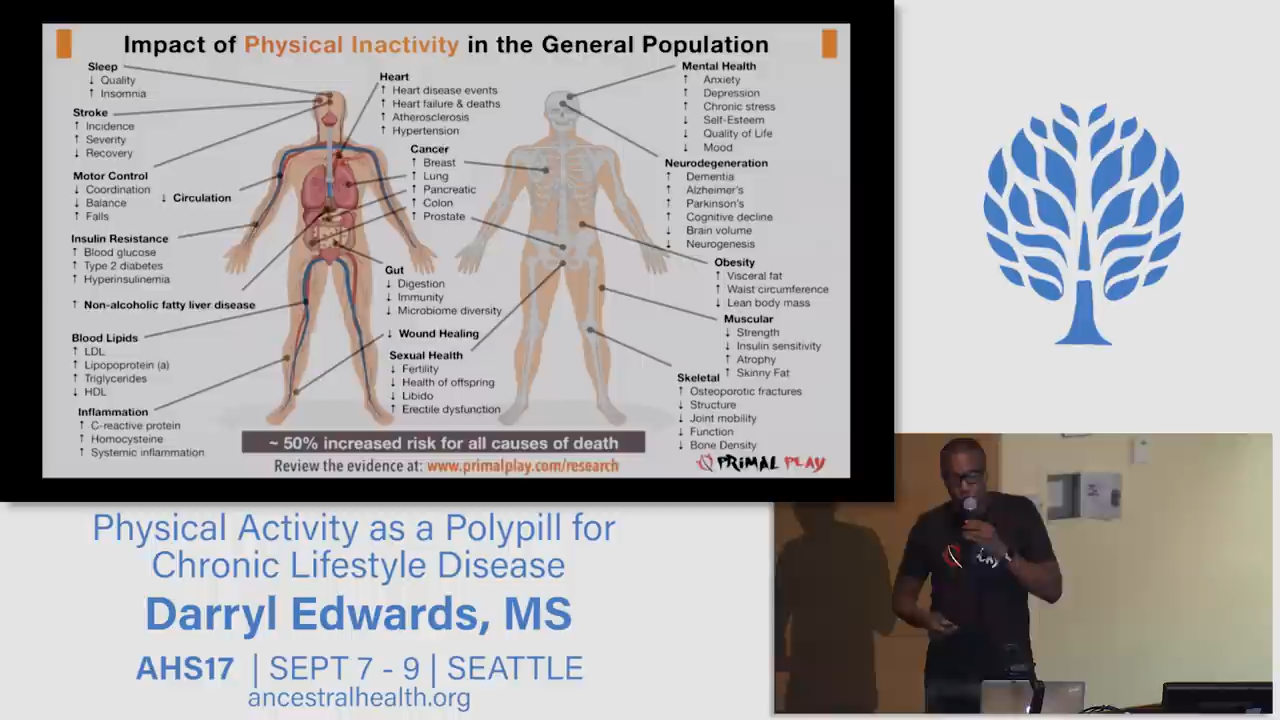 Impact of Physical Inactivity in the General Population
Sleep
↓ Quality
↑ Insomnia
Stroke
↑ Incidence
↑ Severity
↓ Recovery
Motor Control
↓ Coordination
↓ Balance
↑ Falls
↓ Circulation
Insulin Resistance
↑ Blood glucose
↑ Type 2 diabetes
↑ Hyperinsulinemia
↑ Non-alcoholic fatty liver disease
Blood Lipids
↑ LDL
↑ Lipopoprotein (a)
↑ Triglycerides
↓ HDL
Inflammation
↑ C-reactive protein
↑ Homocysteine
↑ Systemic inflammation
Heart
↑ Heart disease events
↑ Heart failure & deaths
↑ Atherosclerosis
↑ Hypertension
Cancer
↑ Breast
↑ Lung
↑ Pancreatic
↑ Colon
↑ Prostate
Gut
↓ Digestion
↓ Immunity
↓ Microbiome diversity
↓ Wound Healing
Sexual Health
↓ Fertility
↓ Health of offspring
↓ Libido
↑ Erectile dysfunction
Mental Health
↑ Anxiety
↑ Depression
↑ Chronic stress
↓ Self-Esteem
↓ Quality of Life
↓ Mood
Neurodegeneration
↑ Dementia
↑ Alzheimer's
↑ Parkinson's
↑ Cognitive decline
↓ Brain volume
↓ Neurogenesis
Obesity
↑ Visceral fat
↑ Waist circumference
↓ Lean body mass
Muscular
↓ Strength
↓ Insulin sensitivity
↑ Atrophy
↑ Skinny Fat
Skeletal
↑ Osteoporotic fractures
↓ Structure
↓ Joint mobility
↓ Function
↓ Bone Density
~ 50% increased risk for all causes of death
Review the evidence at: www.primalplay.com/research
PRIMAL PLAY
Physical Activity as a Polypill for
Chronic Lifestyle Disease
Darryl Edwards, MS
AHS17 | SEPT 7 - 9 | SEATTLE
ancestralhealth.org